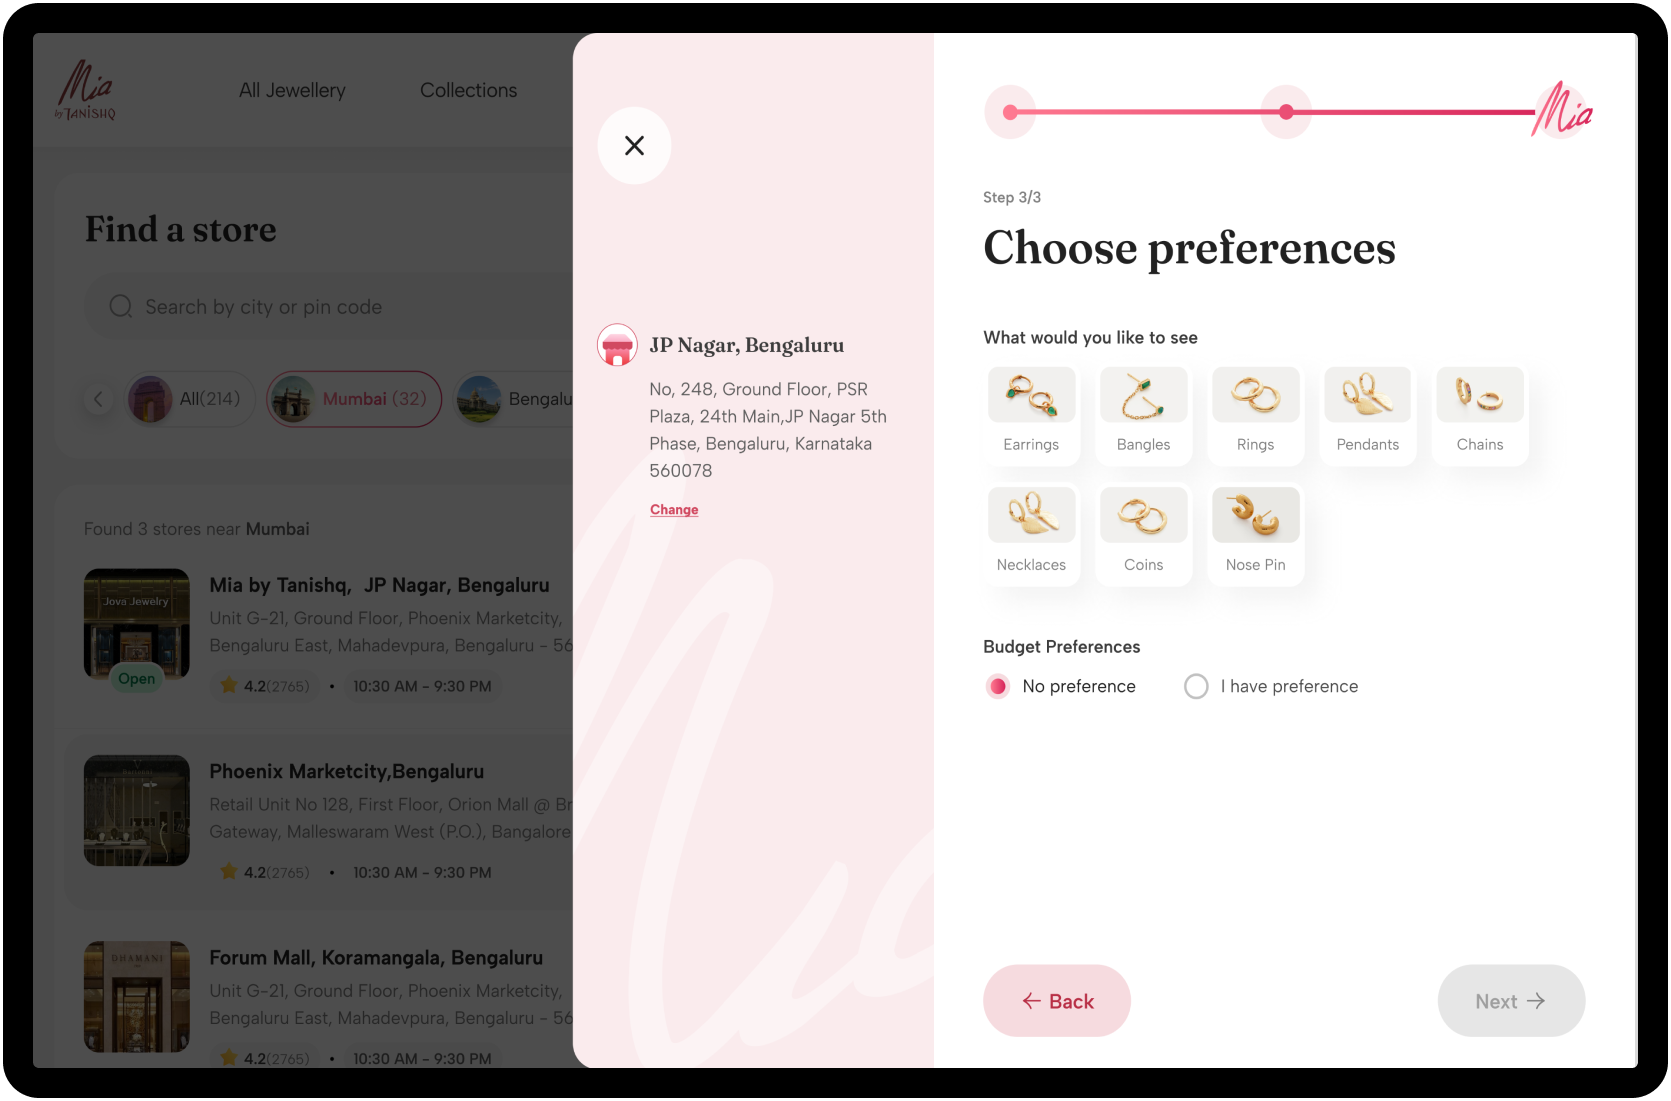 Mia
by TANISHQ
All Jewellery
Collections
Find a store
Search by city or pin code
All(214)
Mumbai (32)
Bengalu
Found 3 stores near Mumbai
Jova Jewelry
Open
Mia by Tanishq, JP Nagar, Bengaluru
Unit G-21, Ground Floor, Phoenix Marketcity,
Bengaluru East, Mahadevpura, Bengaluru - 56
4.2(2765) • 10:30 AM - 9:30 PM
Phoenix Marketcity,Bengaluru
Retail Unit No 128, First Floor, Orion Mall @ Br
Gateway, Malleswaram West (P.O.), Bangalore
4.2(2765) • 10:30 AM - 9:30 PM
DHAMANI
Forum Mall, Koramangala, Bengaluru
Unit G-21, Ground Floor, Phoenix Marketcity,
Bengaluru East, Mahadevpura, Bengaluru - 56
4.2(2765) • 10:30 AM - 9:30 PM
JP Nagar, Bengaluru
No, 248, Ground Floor, PSR
Plaza, 24th Main,JP Nagar 5th
Phase, Bengaluru, Karnataka
560078
Change
Mia
Step 3/3
Choose preferences
What would you like to see
Earrings
Bangles
Rings
Pendants
Chains
Necklaces
Coins
Nose Pin
Budget Preferences
No preference
I have preference
Back
Next